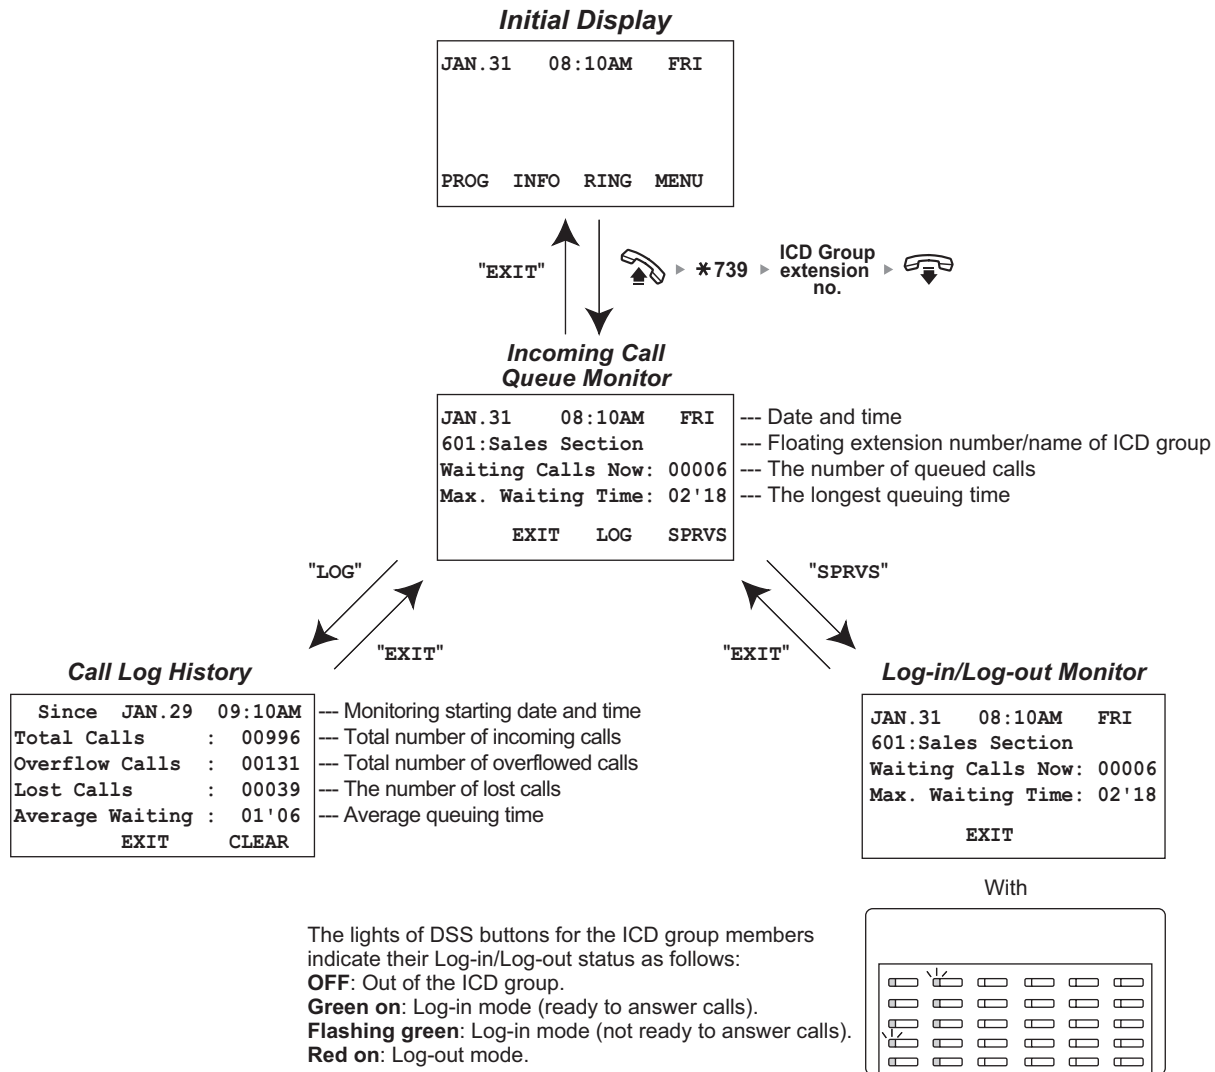 Initial Display
JAN.31 08:10AM FRI
PROG INFO RING MENU
"EXIT"
*739
ICD Group
extension
no.
Incoming Call
Queue Monitor
JAN.31 08:10AM FRI --- Date and time
601:Sales Section --- Floating extension number/name of ICD group
Waiting Calls Now: 00006 --- The number of queued calls
Max. Waiting Time: 02'18 --- The longest queuing time
EXIT LOG SPRVS
"LOG"
"EXIT"
"SPRVS"
"EXIT"
Call Log History
Since JAN.29 09:10AM --- Monitoring starting date and time
Total Calls : 00996 --- Total number of incoming calls
Overflow Calls : 00131 --- Total number of overflowed calls
Lost Calls : 00039 --- The number of lost calls
Average Waiting : 01'06 --- Average queuing time
EXIT CLEAR
Log-in/Log-out Monitor
JAN.31 08:10AM FRI
601:Sales Section
Waiting Calls Now: 00006
Max. Waiting Time: 02'18
EXIT
With
The lights of DSS buttons for the ICD group members
indicate their Log-in/Log-out status as follows:
OFF: Out of the ICD group.
Green on: Log-in mode (ready to answer calls).
Flashing green: Log-in mode (not ready to answer calls).
Red on: Log-out mode.